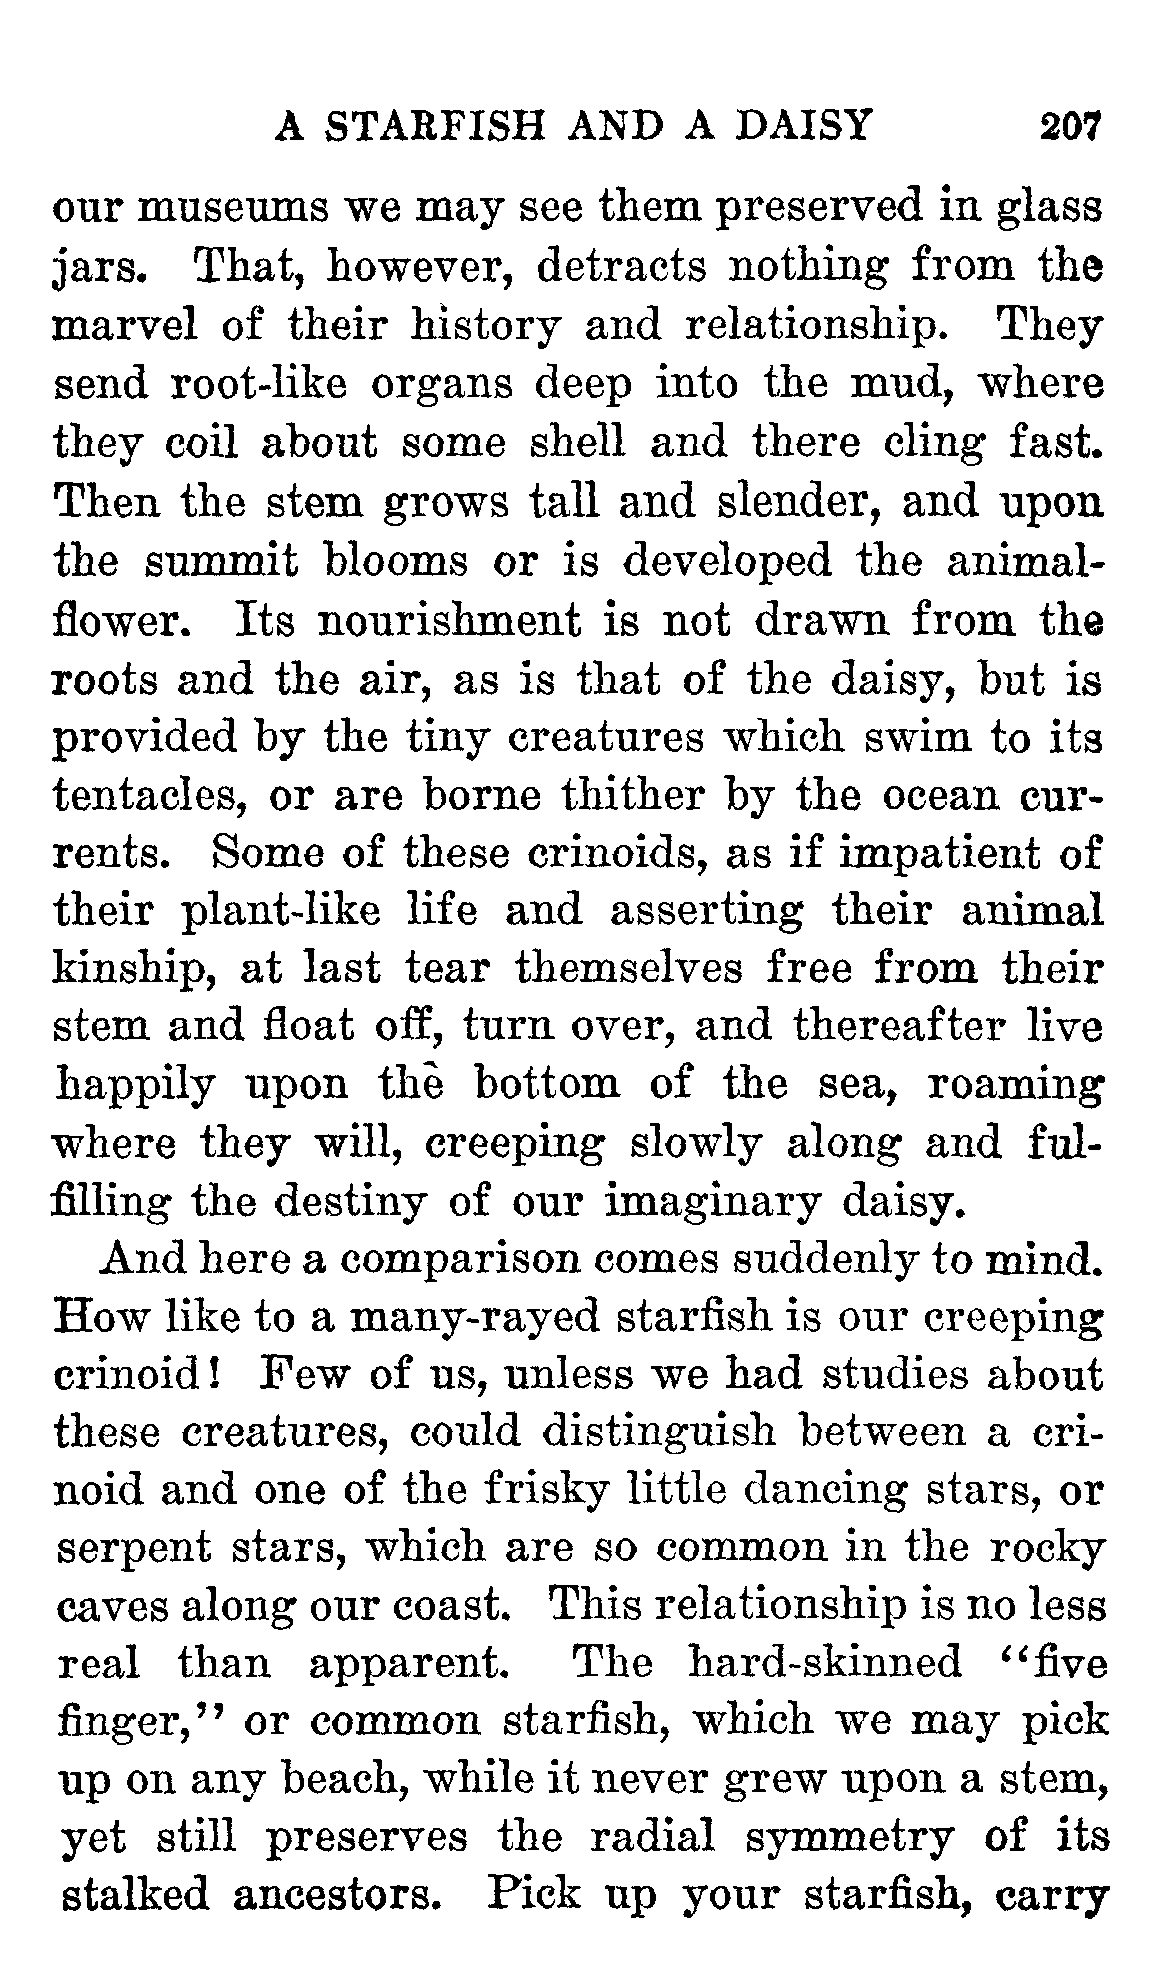 A STARFISH AND A DAISY 207
our museums we may see them preserved in glass
jars. That, however, detracts nothing from the
marvel of their history and relationship. They
send root-like organs deep into the mud, where
they coil about some shell and there cling fast.
Then the stem grows tall and slender, and upon
the summit blooms or is developed the animal-
flower. Its nourishment is not drawn from the
roots and the air, as is that of the daisy, but is
provided by the tiny creatures which swim to its
tentacles, or are borne thither by the ocean cur-
rents. Some of these crinoids, as if impatient of
their plant-like life and asserting their animal
kinship, at last tear themselves free from their
stem and float off, turn over, and thereafter live
happily upon the bottom of the sea, roaming
where they will, creeping slowly along and ful-
filling the destiny of our imaginary daisy.
And here a comparison comes suddenly to mind.
How like to a many-rayed starfish is our creeping
crinoid! Few of us, unless we had studies about
these creatures, could distinguish between a cri-
noid and one of the frisky little dancing stars, or
serpent stars, which are so common in the rocky
caves along our coast. This relationship is no less
real than apparent. The hard-skinned "five
finger," or common starfish, which we may pick
up on any beach, while it never grew upon a stem,
yet still preserves the radial symmetry of its
stalked ancestors. Pick up your starfish, carry